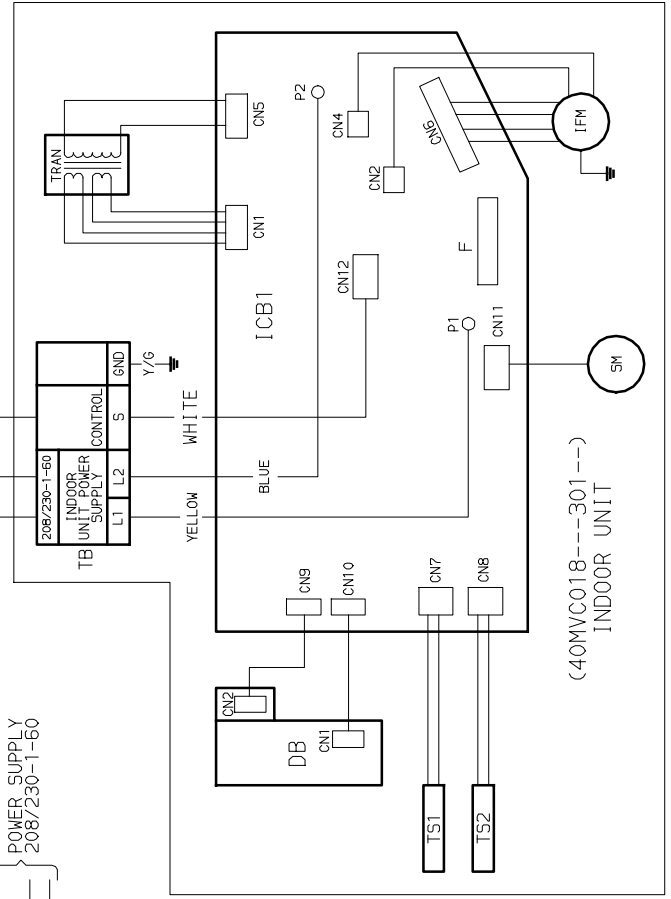 POWER SUPPLY
208/230-1-60
208/230-1-60
INDOOR
UNIT POWER
SUPPLY
CONTROL
L1
L2
S
GND
TB
Y/G
YELLOW
BLUE
WHITE
TRAN
CN1
CN5
ICB1
P2
CN4
CN2
CN6
IFM
CN12
F
P1
CN11
SM
CN9
CN10
CN7
CN8
CN2
CN1
DB
TS1
TS2
(40MVC018---301--)
INDOOR UNIT